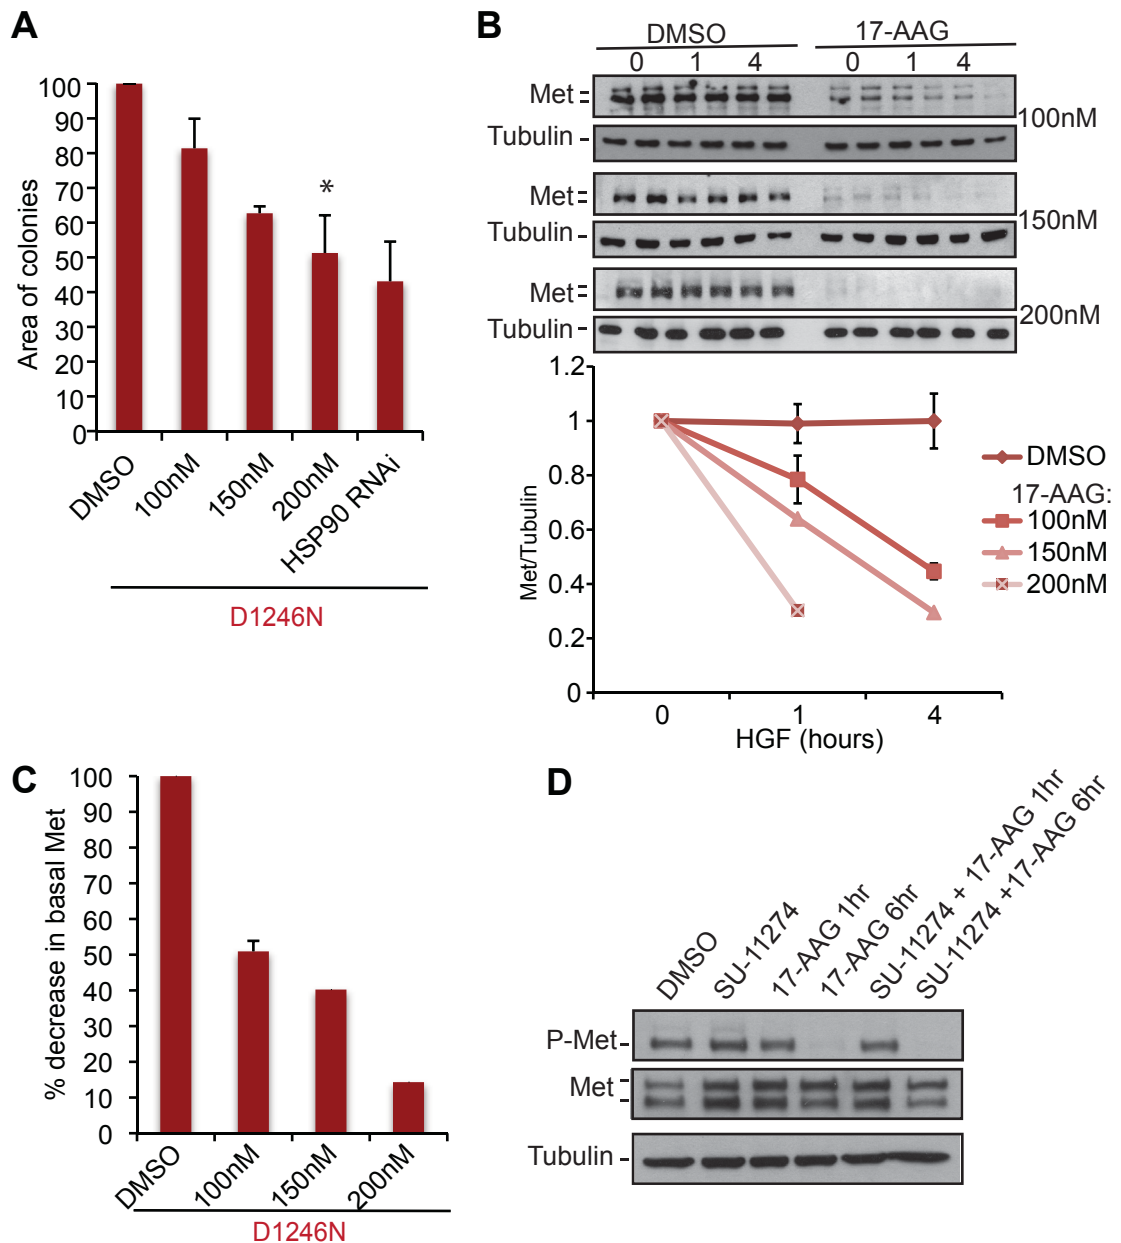 A
100
90
80
70
60
50
40
30
20
10
0
Area of colonies
*
DMSO
100nM
150nM
200nM
HSP90 RNAi
D1246N
B
DMSO 17-AAG
0 1 4 0 1 4
Met
100nM
Tubulin
Met
150nM
Tubulin
Met
200nM
Tubulin
1.2
1
0.8
0.6
0.4
0.2
0
Met/Tubulin
0 1 4
HGF (hours)
DMSO
17-AAG:
100nM
150nM
200nM
C
100
90
80
70
60
50
40
30
20
10
0
% decrease in basal Met
DMSO
100nM
150nM
200nM
D1246N
D
DMSO
SU-11274
17-AAG 1hr
17-AAG 6hr
SU-11274 + 17-AAG 1hr
SU-11274 +17-AAG 6hr
P-Met
Met
Tubulin